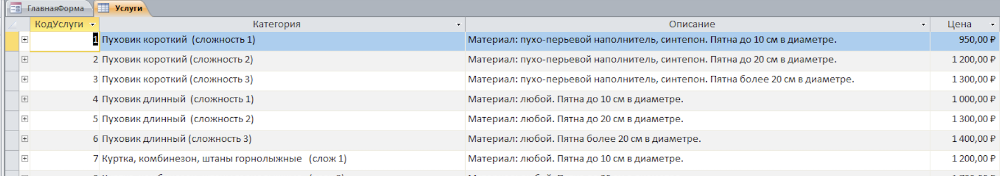 ГлавнаяФорма Услуги
КодУслуги Категория Описание Цена
1 Пуховик короткий (сложность 1) Материал: пухо-перьевой наполнитель, синтепон. Пятна до 10 см в диаметре. 950,00 ₽
2 Пуховик короткий (сложность 2) Материал: пухо-перьевой наполнитель, синтепон. Пятна до 20 см в диаметре. 1 200,00 ₽
3 Пуховик короткий (сложность 3) Материал: пухо-перьевой наполнитель, синтепон. Пятна более 20 см в диаметре. 1 300,00 ₽
4 Пуховик длинный (сложность 1) Материал: любой. Пятна до 10 см в диаметре. 1 000,00 ₽
5 Пуховик длинный (сложность 2) Материал: любой. Пятна до 20 см в диаметре. 1 300,00 ₽
6 Пуховик длинный (сложность 3) Материал: любой. Пятна более 20 см в диаметре. 1 400,00 ₽
7 Куртка, комбинезон, штаны горнолыжные (слож 1) Материал: любой. Пятна до 10 см в диаметре. 1 200,00 ₽